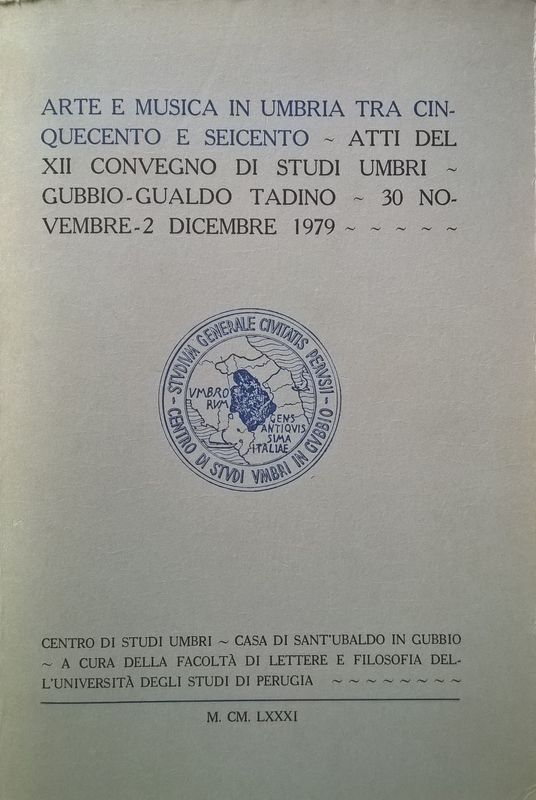 ARTE E MUSICA IN UMBRIA TRA CIN-
QUECENTO E SEICENTO ~ ATTI DEL
XII CONVEGNO DI STUDI UMBRI ~
GUBBIO-GUALDO TADINO ~ 30 NO-
VEMBRE-2 DICEMBRE 1979 ~ ~ ~ ~ ~
STVDIVM GENERALE CIVITATIS PERVSII
VMBRO
RVM
GENS
ANTIQVIS
SIMA
ITALIAE
CENTRO DI STVDI VMBRI IN GVBBIO
CENTRO DI STUDI UMBRI ~ CASA DI SANT'UBALDO IN GUBBIO
~ A CURA DELLA FACOLTÀ DI LETTERE E FILOSOFIA DEL-
L'UNIVERSITÀ DEGLI STUDI DI PERUGIA ~ ~ ~ ~ ~ ~ ~ ~
M. CM. LXXXI